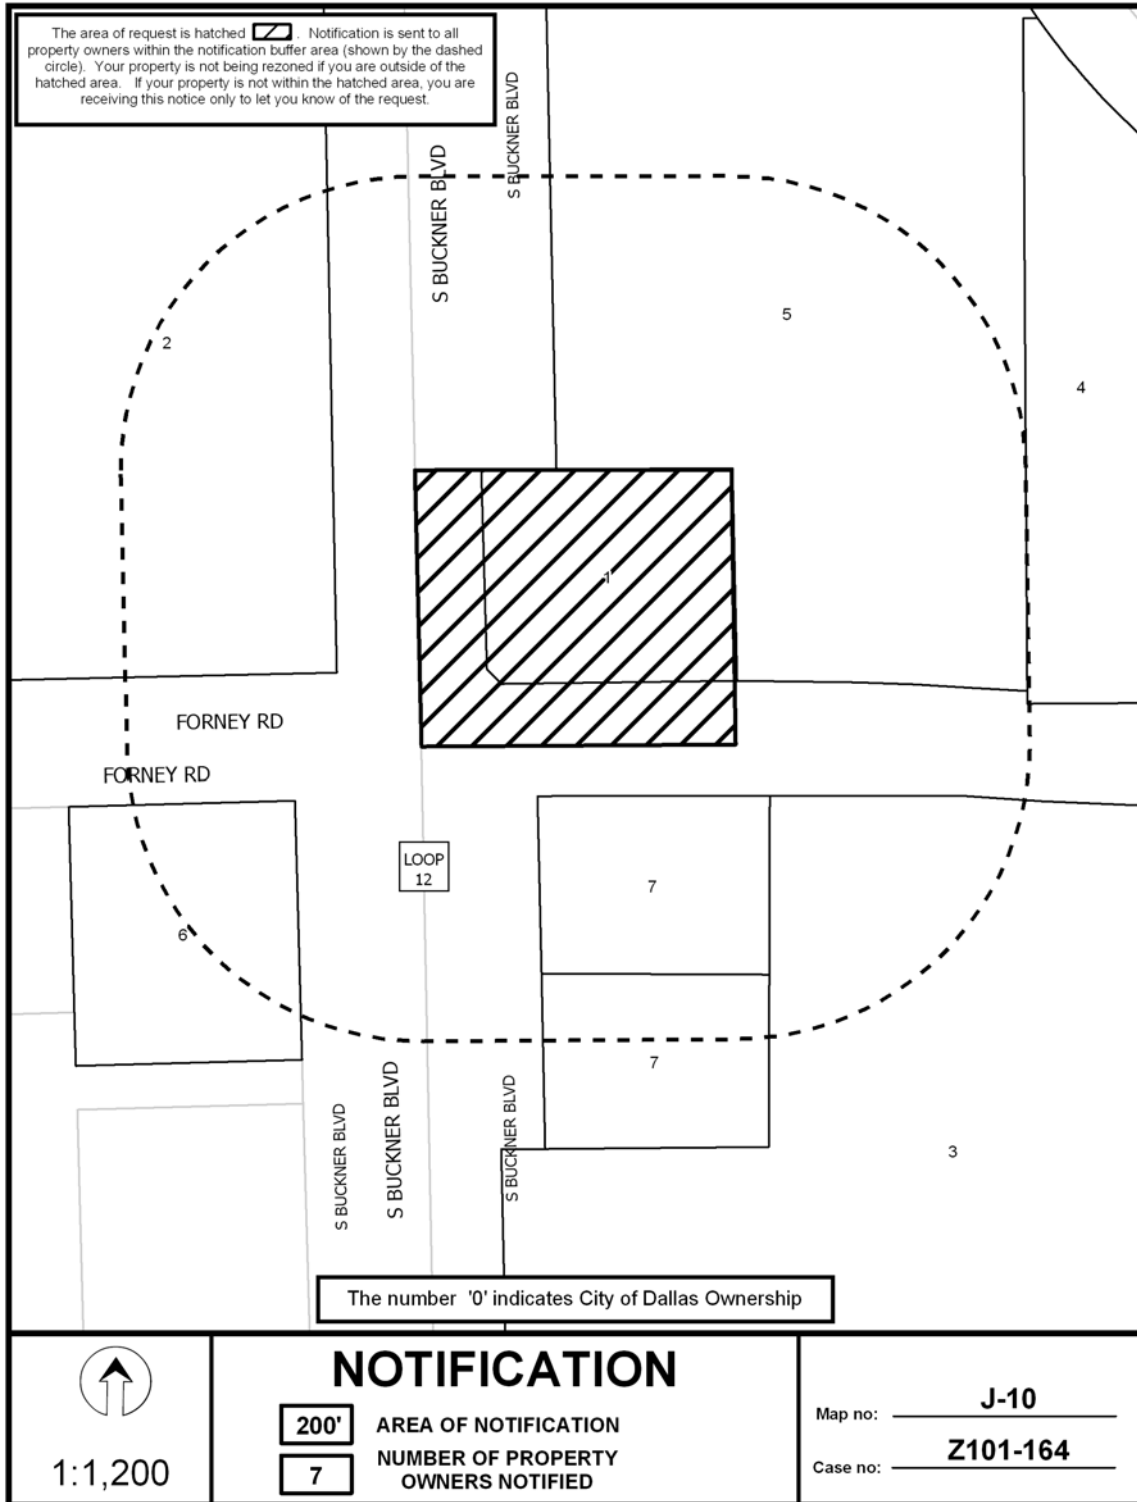 The area of request is hatched . Notification is sent to all
property owners within the notification buffer area (shown by the dashed
circle). Your property is not being rezoned if you are outside of the
hatched area. If your property is not within the hatched area, you are
receiving this notice only to let you know of the request.
S BUCKNER BLVD
S BUCKNER BLVD
2
5
4
1
FORNEY RD
FORNEY RD
LOOP
12
7
6
7
S BUCKNER BLVD
S BUCKNER BLVD
S BUCKNER BLVD
3
The number '0' indicates City of Dallas Ownership
1:1,200
NOTIFICATION
200' AREA OF NOTIFICATION
7 NUMBER OF PROPERTY
OWNERS NOTIFIED
Map no: J-10
Case no: Z101-164